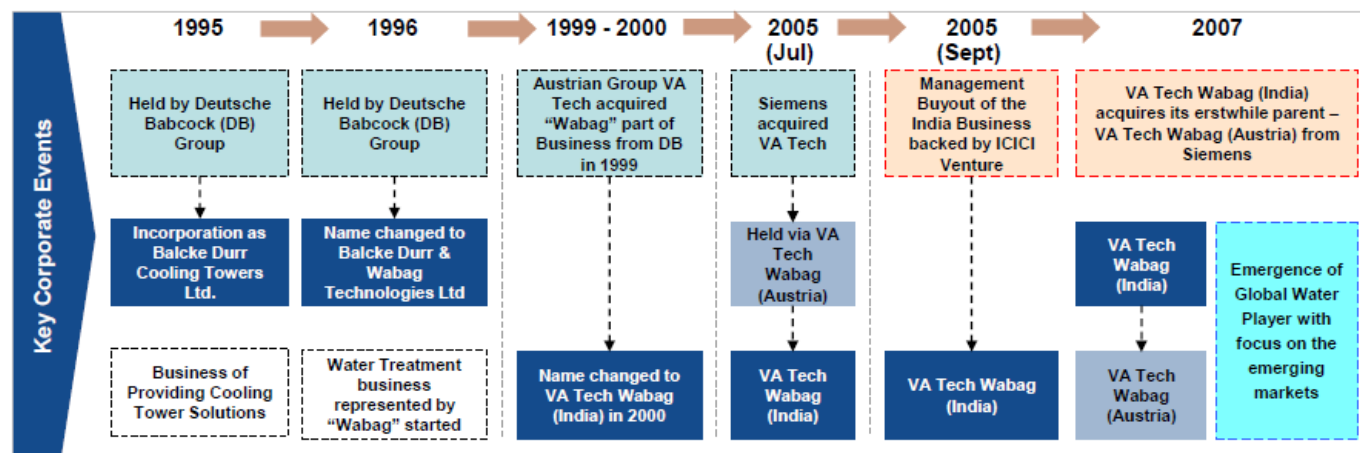 Key Corporate Events
1995
1996
1999 - 2000
2005
(Jul)
2005
(Sept)
2007
Held by Deutsche
Babcock (DB)
Group
Held by Deutsche
Babcock (DB)
Group
Austrian Group VA
Tech acquired
“Wabag” part of
Business from DB
in 1999
Siemens
acquired
VA Tech
Management
Buyout of the
India Business
backed by ICICI
Venture
VA Tech Wabag (India)
acquires its erstwhile parent –
VA Tech Wabag (Austria) from
Siemens
Incorporation as
Balcke Durr
Cooling Towers
Ltd.
Name changed to
Balcke Durr &
Wabag
Technologies Ltd
Held via VA
Tech
Wabag
(Austria)
VA Tech
Wabag
(India)
Emergence of
Global Water
Player with
focus on the
emerging
markets
Business of
Providing Cooling
Tower Solutions
Water Treatment
business
represented by
“Wabag” started
Name changed to
VA Tech Wabag
(India) in 2000
VA Tech
Wabag
(India)
VA Tech Wabag
(India)
VA Tech
Wabag
(Austria)